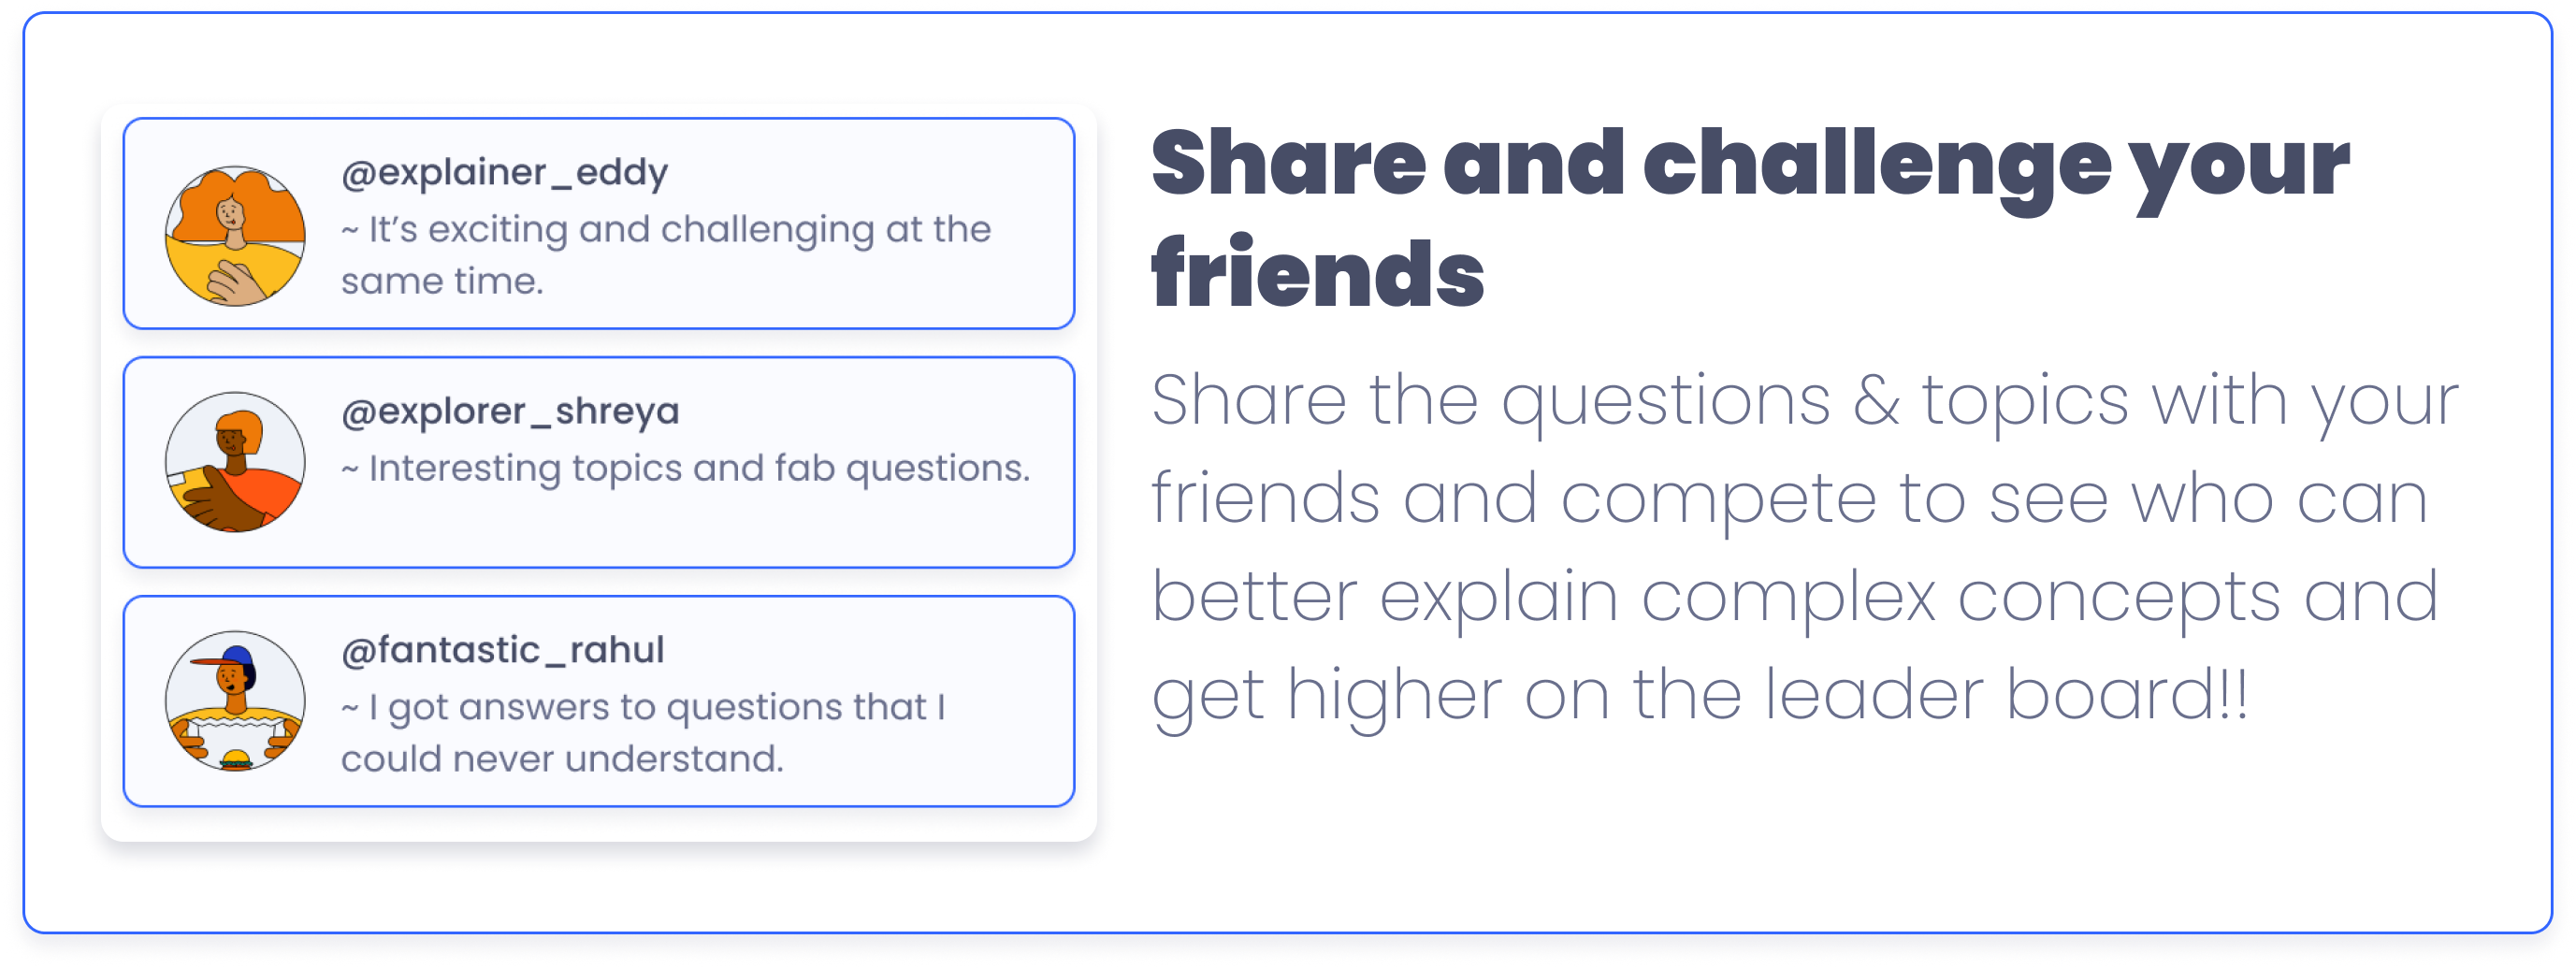 @explainer_eddy
~ It’s exciting and challenging at the
same time.
@explorer_shreya
~ Interesting topics and fab questions.
@fantastic_rahul
~ I got answers to questions that I
could never understand.
Share and challenge your
friends
Share the questions & topics with your
friends and compete to see who can
better explain complex concepts and
get higher on the leader board!!